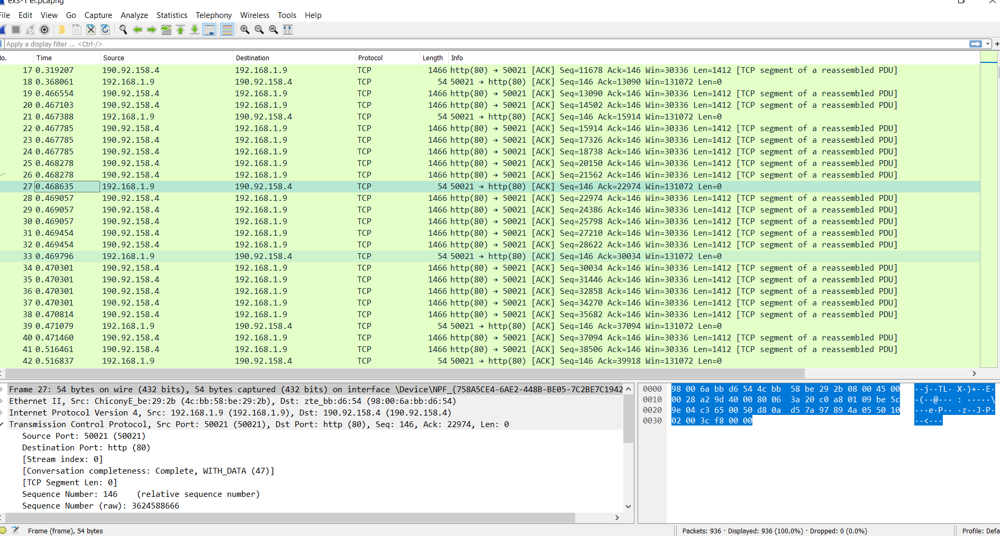 ex3-1 el.pcapng
File Edit View Go Capture Analyze Statistics Telephony Wireless Tools Help
Apply a display filter ... <Ctrl-/>
No. Time Source Destination Protocol Length Info
17 0.319207 190.92.158.4 192.168.1.9 TCP 1466 http(80) → 50021 [ACK] Seq=11678 Ack=146 Win=30336 Len=1412 [TCP segment of a reassembled PDU]
18 0.368061 192.168.1.9 190.92.158.4 TCP 54 50021 → http(80) [ACK] Seq=146 Ack=13090 Win=131072 Len=0
19 0.466554 190.92.158.4 192.168.1.9 TCP 1466 http(80) → 50021 [ACK] Seq=13090 Ack=146 Win=30336 Len=1412 [TCP segment of a reassembled PDU]
20 0.467103 190.92.158.4 192.168.1.9 TCP 1466 http(80) → 50021 [ACK] Seq=14502 Ack=146 Win=30336 Len=1412 [TCP segment of a reassembled PDU]
21 0.467388 192.168.1.9 190.92.158.4 TCP 54 50021 → http(80) [ACK] Seq=146 Ack=15914 Win=131072 Len=0
22 0.467785 190.92.158.4 192.168.1.9 TCP 1466 http(80) → 50021 [ACK] Seq=15914 Ack=146 Win=30336 Len=1412 [TCP segment of a reassembled PDU]
23 0.467785 190.92.158.4 192.168.1.9 TCP 1466 http(80) → 50021 [ACK] Seq=17326 Ack=146 Win=30336 Len=1412 [TCP segment of a reassembled PDU]
24 0.467785 190.92.158.4 192.168.1.9 TCP 1466 http(80) → 50021 [ACK] Seq=18738 Ack=146 Win=30336 Len=1412 [TCP segment of a reassembled PDU]
25 0.468278 190.92.158.4 192.168.1.9 TCP 1466 http(80) → 50021 [ACK] Seq=20150 Ack=146 Win=30336 Len=1412 [TCP segment of a reassembled PDU]
26 0.468278 190.92.158.4 192.168.1.9 TCP 1466 http(80) → 50021 [ACK] Seq=21562 Ack=146 Win=30336 Len=1412 [TCP segment of a reassembled PDU]
27 0.468635 192.168.1.9 190.92.158.4 TCP 54 50021 → http(80) [ACK] Seq=146 Ack=22974 Win=131072 Len=0
28 0.469057 190.92.158.4 192.168.1.9 TCP 1466 http(80) → 50021 [ACK] Seq=22974 Ack=146 Win=30336 Len=1412 [TCP segment of a reassembled PDU]
29 0.469057 190.92.158.4 192.168.1.9 TCP 1466 http(80) → 50021 [ACK] Seq=24386 Ack=146 Win=30336 Len=1412 [TCP segment of a reassembled PDU]
30 0.469057 190.92.158.4 192.168.1.9 TCP 1466 http(80) → 50021 [ACK] Seq=25798 Ack=146 Win=30336 Len=1412 [TCP segment of a reassembled PDU]
31 0.469454 190.92.158.4 192.168.1.9 TCP 1466 http(80) → 50021 [ACK] Seq=27210 Ack=146 Win=30336 Len=1412 [TCP segment of a reassembled PDU]
32 0.469454 190.92.158.4 192.168.1.9 TCP 1466 http(80) → 50021 [ACK] Seq=28622 Ack=146 Win=30336 Len=1412 [TCP segment of a reassembled PDU]
33 0.469796 192.168.1.9 190.92.158.4 TCP 54 50021 → http(80) [ACK] Seq=146 Ack=30034 Win=131072 Len=0
34 0.470301 190.92.158.4 192.168.1.9 TCP 1466 http(80) → 50021 [ACK] Seq=30034 Ack=146 Win=30336 Len=1412 [TCP segment of a reassembled PDU]
35 0.470301 190.92.158.4 192.168.1.9 TCP 1466 http(80) → 50021 [ACK] Seq=31446 Ack=146 Win=30336 Len=1412 [TCP segment of a reassembled PDU]
36 0.470301 190.92.158.4 192.168.1.9 TCP 1466 http(80) → 50021 [ACK] Seq=32858 Ack=146 Win=30336 Len=1412 [TCP segment of a reassembled PDU]
37 0.470301 190.92.158.4 192.168.1.9 TCP 1466 http(80) → 50021 [ACK] Seq=34270 Ack=146 Win=30336 Len=1412 [TCP segment of a reassembled PDU]
38 0.470814 190.92.158.4 192.168.1.9 TCP 1466 http(80) → 50021 [ACK] Seq=35682 Ack=146 Win=30336 Len=1412 [TCP segment of a reassembled PDU]
39 0.471079 192.168.1.9 190.92.158.4 TCP 54 50021 → http(80) [ACK] Seq=146 Ack=37094 Win=131072 Len=0
40 0.471460 190.92.158.4 192.168.1.9 TCP 1466 http(80) → 50021 [ACK] Seq=37094 Ack=146 Win=30336 Len=1412 [TCP segment of a reassembled PDU]
41 0.516461 190.92.158.4 192.168.1.9 TCP 1466 http(80) → 50021 [ACK] Seq=38506 Ack=146 Win=30336 Len=1412 [TCP segment of a reassembled PDU]
42 0.516837 192.168.1.9 190.92.158.4 TCP 54 50021 → http(80) [ACK] Seq=146 Ack=39918 Win=131072 Len=0
Frame 27: 54 bytes on wire (432 bits), 54 bytes captured (432 bits) on interface \Device\NPF_{758A5CE4-6AE2-448B-BE05-7C2BE7C1942
Ethernet II, Src: ChiconyE_be:29:2b (4c:bb:58:be:29:2b), Dst: zte_bb:d6:54 (98:00:6a:bb:d6:54)
Internet Protocol Version 4, Src: 192.168.1.9 (192.168.1.9), Dst: 190.92.158.4 (190.92.158.4)
Transmission Control Protocol, Src Port: 50021 (50021), Dst Port: http (80), Seq: 146, Ack: 22974, Len: 0
Source Port: 50021 (50021)
Destination Port: http (80)
[Stream index: 0]
[Conversation completeness: Complete, WITH_DATA (47)]
[TCP Segment Len: 0]
Sequence Number: 146 (relative sequence number)
Sequence Number (raw): 3624588666
0000 98 00 6a bb d6 54 4c bb 58 be 29 2b 08 00 45 00 ··j··TL· X·)+··E·
0010 00 28 a2 9d 40 00 80 06 3a 20 c0 a8 01 09 be 5c ·(··@··· : ·····\
0020 9e 04 c3 65 00 50 d8 0a d5 7a 97 89 4a 05 50 10 ···e·P·· ·z··J·P·
0030 02 00 3c f8 00 00 ··<···
Frame (frame), 54 bytes
Packets: 936 · Displayed: 936 (100.0%) · Dropped: 0 (0.0%)
Profile: Defa